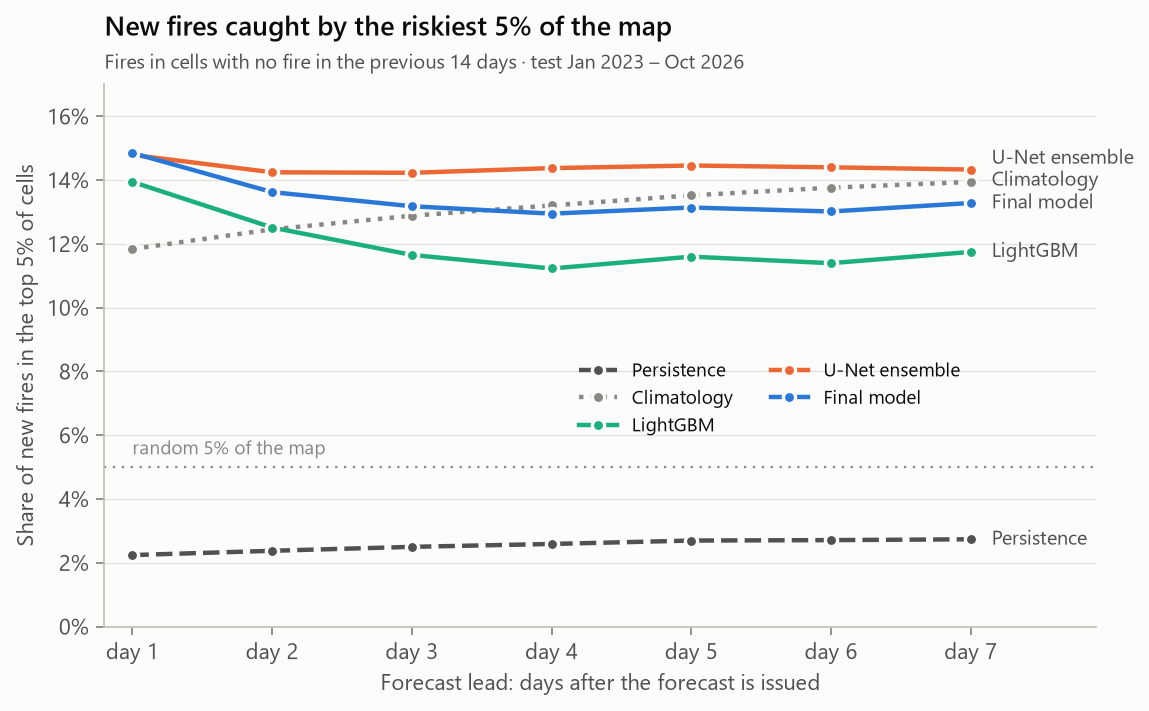 New fires caught by the riskiest 5% of the map
Fires in cells with no fire in the previous 14 days · test Jan 2023 – Oct 2026
Share of new fires in the top 5% of cells
16%
14%
12%
10%
8%
6%
4%
2%
0%
U-Net ensemble
Climatology
Final model
LightGBM
Persistence
Climatology
LightGBM
U-Net ensemble
Final model
random 5% of the map
Persistence
day 1
day 2
day 3
day 4
day 5
day 6
day 7
Forecast lead: days after the forecast is issued